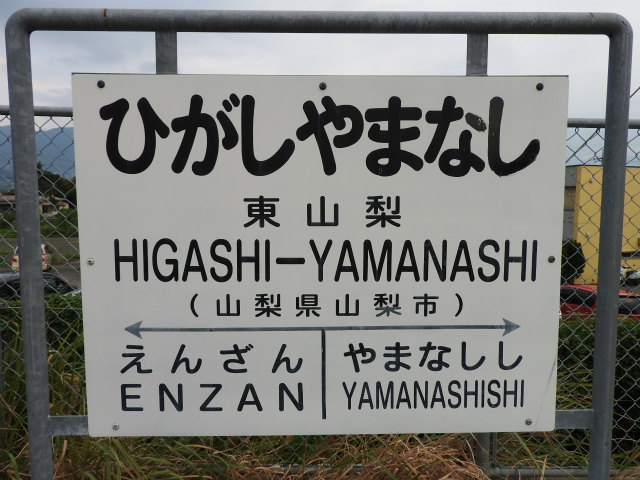 ひがしやまなし
東山梨
HIGASHI−YAMANASHI
(山梨県山梨市)
えんざん
ENZAN
やまなしし
YAMANASHISHI